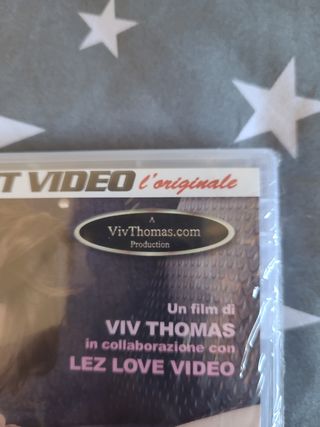 T VIDEO l'originale
A
VivThomas.com
Production
Un film di
VIV THOMAS
in collaborazione con
LEZ LOVE VIDEO